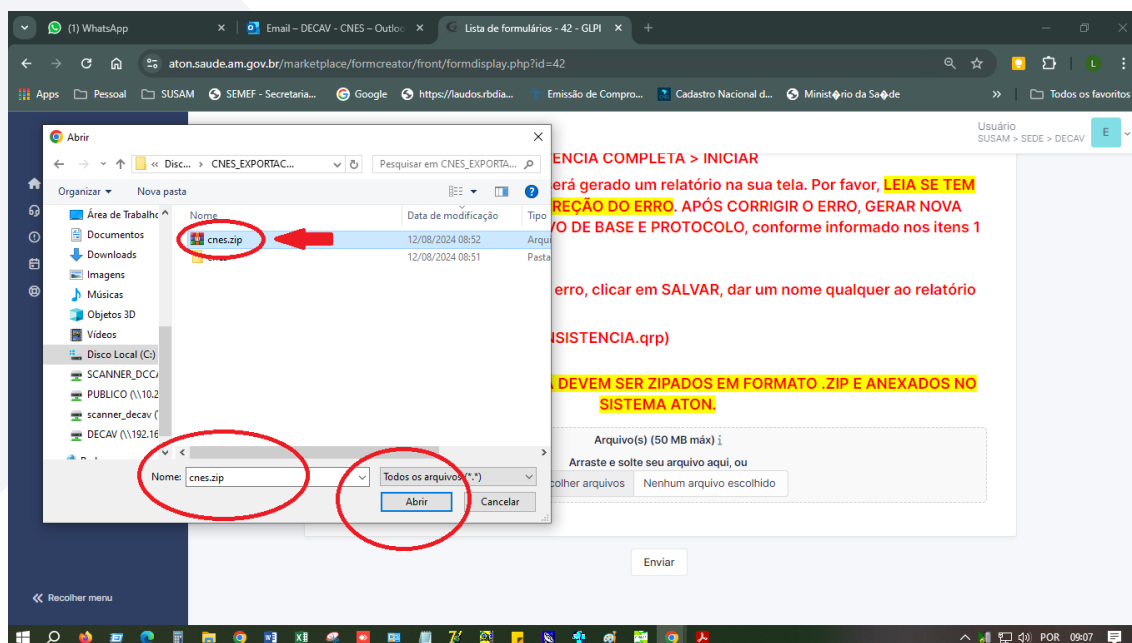 (1) WhatsApp
Email – DECAV - CNES – Outloo
Lista de formulários - 42 - GLPI
aton.saude.am.gov.br/marketplace/formcreator/front/formdisplay.php?id=42
L
Apps
Pessoal
SUSAM
SEMEF - Secretaria...
Google
https://laudos.rbdia...
Emissão de Compro...
Cadastro Nacional d...
Minist�rio da Sa�de
»
Todos os favoritos
Usuário
SUSAM > SEDE > DECAV
E
Abrir
« Disc... > CNES_EXPORTAC...
Pesquisar em CNES_EXPORTA...
Organizar
Nova pasta
Área de Trabalho
Documentos
Downloads
Imagens
Músicas
Objetos 3D
Vídeos
Disco Local (C:)
SCANNER_DCCA
PUBLICO (\\10.2
scanner_decav (
DECAV (\\192.16
Nome
Data de modificação
Tipo
cnes.zip
12/08/2024 08:52
Arqui
cnes
12/08/2024 08:51
Pasta
Nome:
cnes.zip
Todos os arquivos (*.*)
Abrir
Cancelar
ENCIA COMPLETA > INICIAR
erá gerado um relatório na sua tela. Por favor, LEIA SE TEM
REÇÃO DO ERRO. APÓS CORRIGIR O ERRO, GERAR NOVA
VO DE BASE E PROTOCOLO, conforme informado nos itens 1
erro, clicar em SALVAR, dar um nome qualquer ao relatório
NSISTENCIA.qrp)
DEVEM SER ZIPADOS EM FORMATO .ZIP E ANEXADOS NO
SISTEMA ATON.
Arquivo(s) (50 MB máx) i
Arraste e solte seu arquivo aqui, ou
colher arquivos
Nenhum arquivo escolhido
Enviar
Recolher menu
POR
09:07